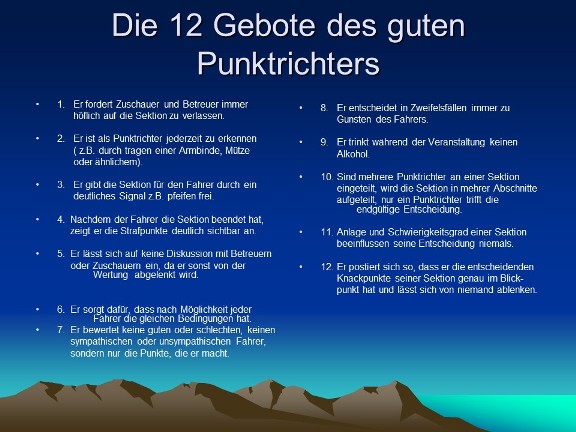 Die 12 Gebote des guten
Punktrichters
• 1. Er fordert Zuschauer und Betreuer immer
höflich auf die Sektion zu verlassen.
• 2. Er ist als Punktrichter jederzeit zu erkennen
( z.B. durch tragen einer Armbinde, Mütze
oder ähnlichem).
• 3. Er gibt die Sektion für den Fahrer durch ein
deutliches Signal z.B. pfeifen frei.
• 4. Nachdem der Fahrer die Sektion beendet hat,
zeigt er die Strafpunkte deutlich sichtbar an.
• 5. Er lässt sich auf keine Diskussion mit Betreuern
oder Zuschauern ein, da er sonst von der
Wertung abgelenkt wird.
• 6. Er sorgt dafür, dass nach Möglichkeit jeder
Fahrer die gleichen Bedingungen hat.
• 7. Er bewertet keine guten oder schlechten, keinen
sympathischen oder unsympathischen Fahrer,
sondern nur die Punkte, die er macht.
• 8. Er entscheidet in Zweifelsfällen immer zu
Gunsten des Fahrers.
• 9. Er trinkt während der Veranstaltung keinen
Alkohol.
• 10. Sind mehrere Punktrichter an einer Sektion
eingeteilt, wird die Sektion in mehrer Abschnitte
aufgeteilt, nur ein Punktrichter trifft die
endgültige Entscheidung.
• 11. Anlage und Schwierigkeitsgrad einer Sektion
beeinflussen seine Entscheidung niemals.
• 12. Er postiert sich so, dass er die entscheidenden
Knackpunkte seiner Sektion genau im Blick-
punkt hat und lässt sich von niemand ablenken.